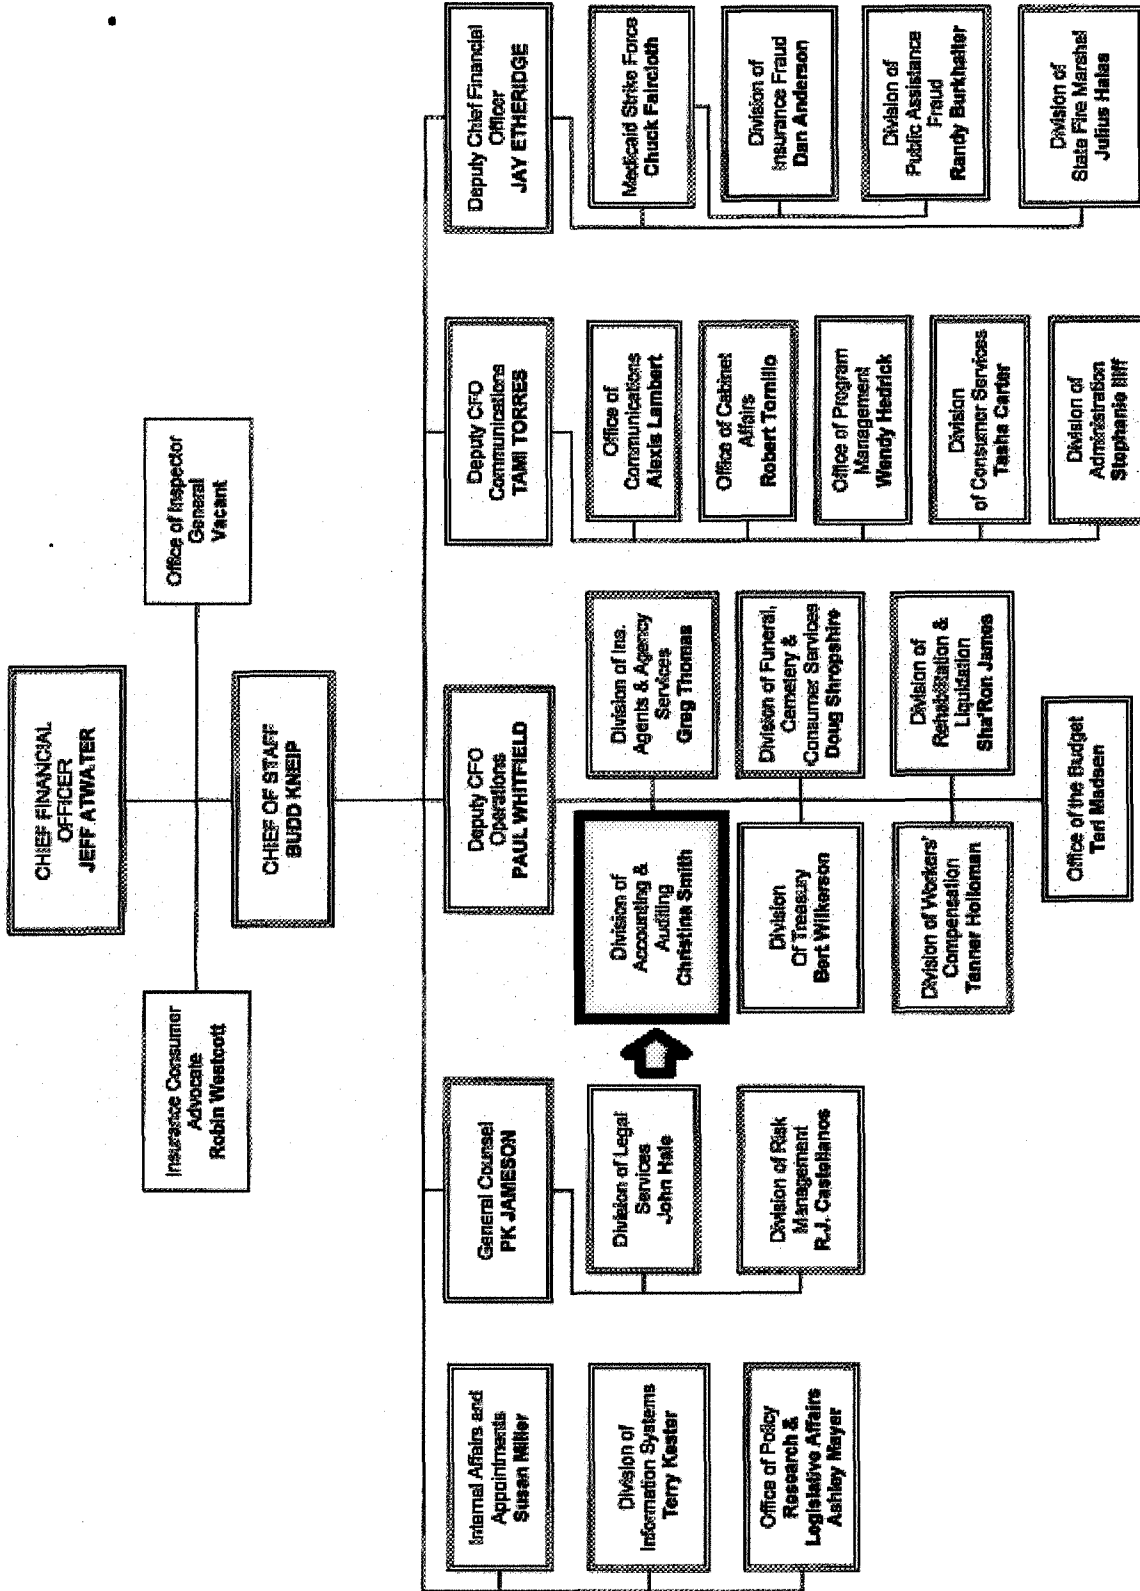 CHIEF FINANCIAL
OFFICER
JEFF ATWATER
Insurance Consumer
Advocate
Robin Westcott
Office of Inspector
General
Vacant
CHIEF OF STAFF
BUDD KNEIP
Internal Affairs and
Appointments
Susan Miller
Division of
Information Systems
Terry Kester
Office of Policy
Research &
Legislative Affairs
Ashley Mayer
General Counsel
PK JAMESON
Division of Legal
Services
John Hale
Division of Risk
Management
R.J. Castellanos
Deputy CFO
Operations
PAUL WHITFIELD
Division of
Accounting &
Auditing
Christina Smith
Division of Ins.
Agents & Agency
Services
Greg Thomas
Division
Of Treasury
Bert Wilkerson
Division of Funeral,
Cemetery &
Consumer Services
Doug Shropshire
Division of Workers'
Compensation
Tanner Holloman
Division of
Rehabilitation &
Liquidation
Sha'Ron James
Office of the Budget
Teri Madsen
Deputy CFO
Communications
TAMI TORRES
Office of
Communications
Alexis Lambert
Office of Cabinet
Affairs
Robert Tornillo
Office of Program
Management
Wendy Hedrick
Division
of Consumer Services
Tasha Carter
Division of
Administration
Stephanie Iliff
Deputy Chief Financial
Officer
JAY ETHERIDGE
Medicaid Strike Force
Chuck Faircloth
Division of
Insurance Fraud
Dan Anderson
Division of
Public Assistance
Fraud
Randy Burkhalter
Division of
State Fire Marshal
Julius Halas